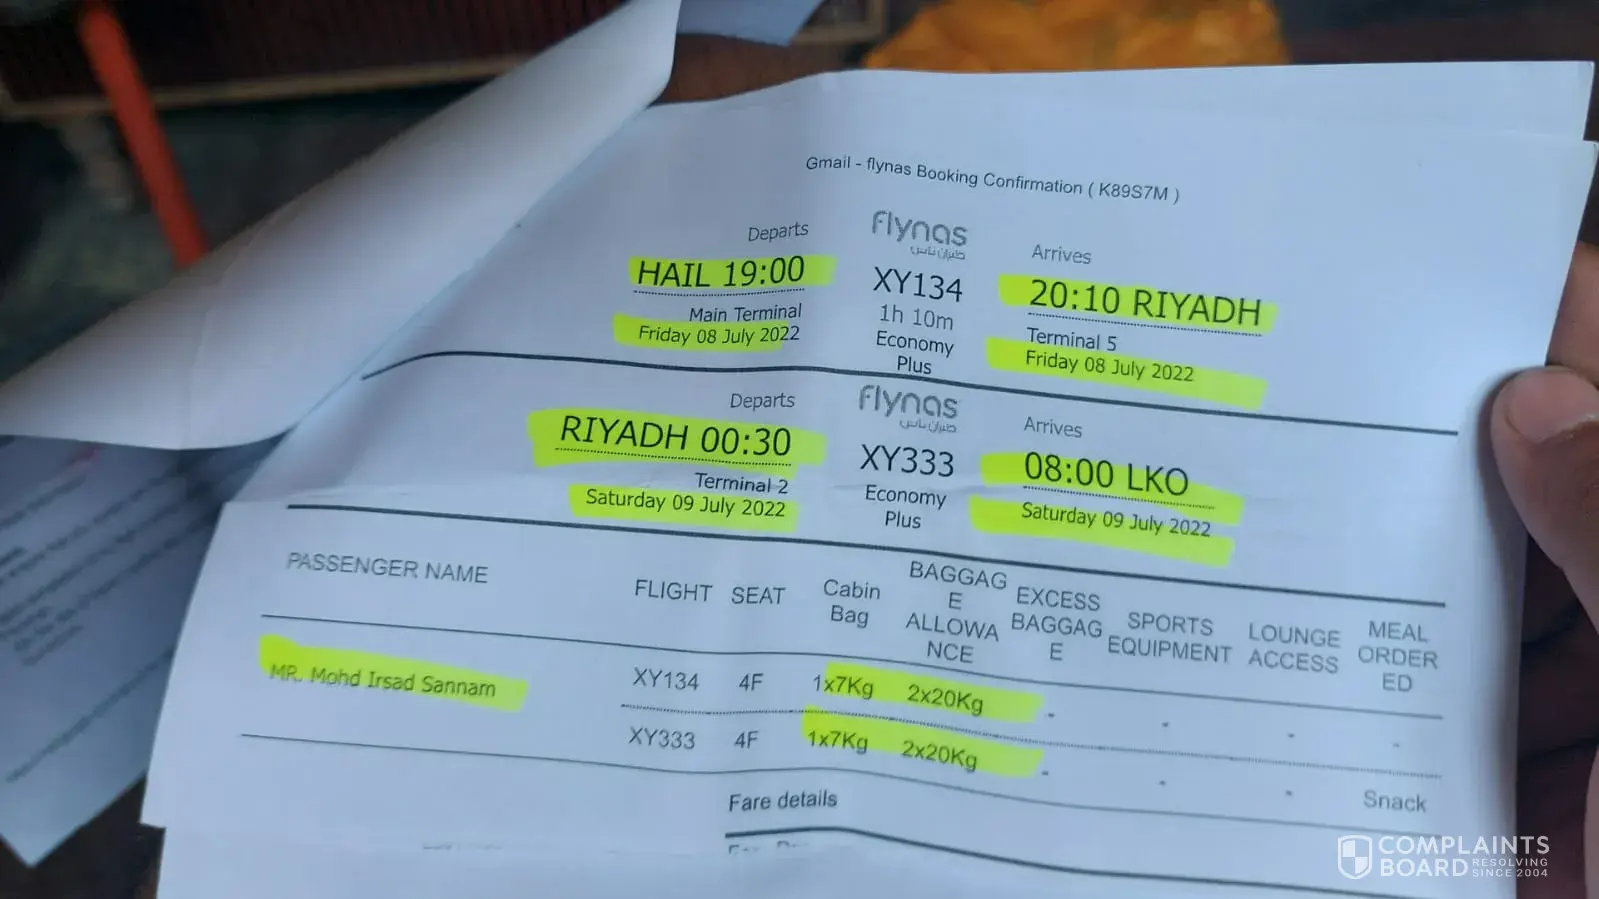 Gmail - flynas Booking Confirmation ( K89S7M )
Departs
flynas
طيران ناس
Arrives
HAIL 19:00
XY134
20:10 RIYADH
Main Terminal
1h 10m
Terminal 5
Friday 08 July 2022
Economy
Plus
Friday 08 July 2022
Departs
flynas
طيران ناس
Arrives
RIYADH 00:30
XY333
08:00 LKO
Terminal 2
Economy
Plus
Saturday 09 July 2022
Saturday 09 July 2022
PASSENGER NAME
FLIGHT
SEAT
Cabin
Bag
BAGGAG
E
ALLOWA
NCE
EXCESS
BAGGAG
E
SPORTS
EQUIPMENT
LOUNGE
ACCESS
MEAL
ORDER
ED
MR. Mohd Irsad Sannam
XY134 4F 1x7Kg 2x20Kg - - - -
XY333 4F 1x7Kg 2x20Kg - - - Snack
Fare details
COMPLAINTS
BOARD RESOLVING
SINCE 2004